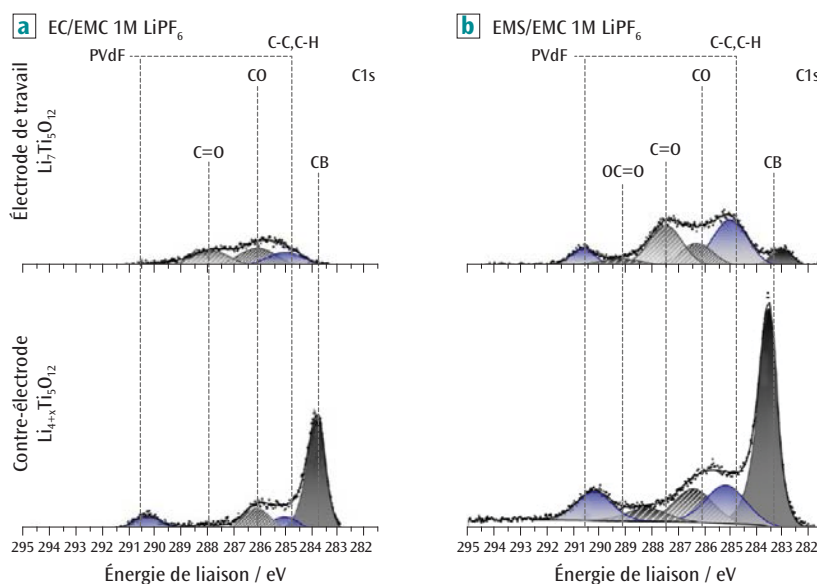 a EC/EMC 1M LiPF₆
PVdF
C-C,C-H
CO
C1s
C=O
CB
Électrode de travail
Li₇Ti₅O₁₂
b EMS/EMC 1M LiPF₆
PVdF
C-C,C-H
CO
C1s
C=O
OC=O
CB
Contre-électrode
Li₄₊ₓTi₅O₁₂
295 294 293 292 291 290 289 288 287 286 285 284 283 282
Énergie de liaison / eV
295 294 293 292 291 290 289 288 287 286 285 284 283 282
Énergie de liaison / eV